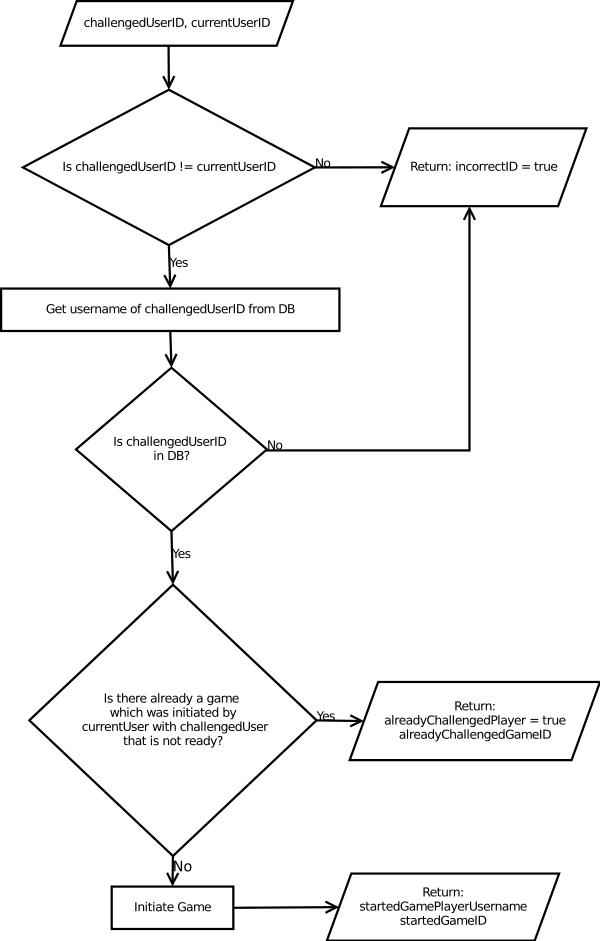 challengedUserID, currentUserID
Is challengedUserID != currentUserID
No
Return: incorrectID = true
Yes
Get username of challengedUserID from DB
Is challengedUserID
in DB?
No
Yes
Is there already a game
which was initiated by
currentUser with challengedUser
that is not ready?
Yes
Return:
alreadyChallengedPlayer = true
alreadyChallengedGameID
No
Initiate Game
Return:
startedGamePlayerUsername
startedGameID